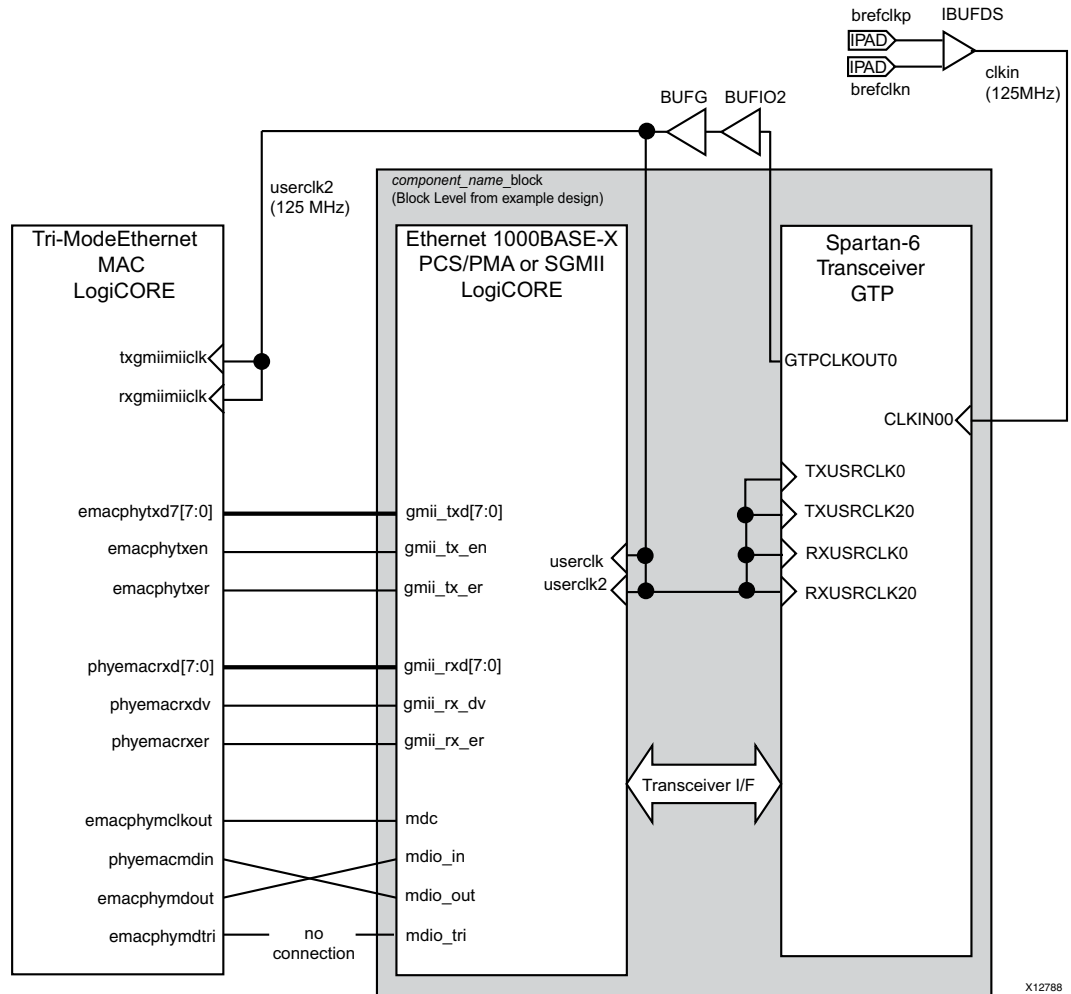 brefclkp
IBUFDS
IPAD
IPAD
brefclkn
clkin
(125MHz)
BUFG
BUFIO2
userclk2
(125 MHz)
component_name_block
(Block Level from example design)
Tri-ModeEthernet
MAC
LogiCORE
Ethernet 1000BASE-X
PCS/PMA or SGMII
LogiCORE
Spartan-6
Transceiver
GTP
txgmiimiiclk
rxgmiimiiclk
GTPCLKOUT0
CLKIN00
TXUSRCLK0
TXUSRCLK20
RXUSRCLK0
RXUSRCLK20
emacphytxd7[7:0]
gmii_txd[7:0]
emacphytxen
gmii_tx_en
userclk
userclk2
emacphytxer
gmii_tx_er
phyemacrxd[7:0]
gmii_rxd[7:0]
phyemacrxdv
gmii_rx_dv
phyemacrxer
gmii_rx_er
Transceiver I/F
emacphymclkout
mdc
phyemacmdin
mdio_in
emacphymdout
mdio_out
emacphymdtri
no
connection
mdio_tri
X12788